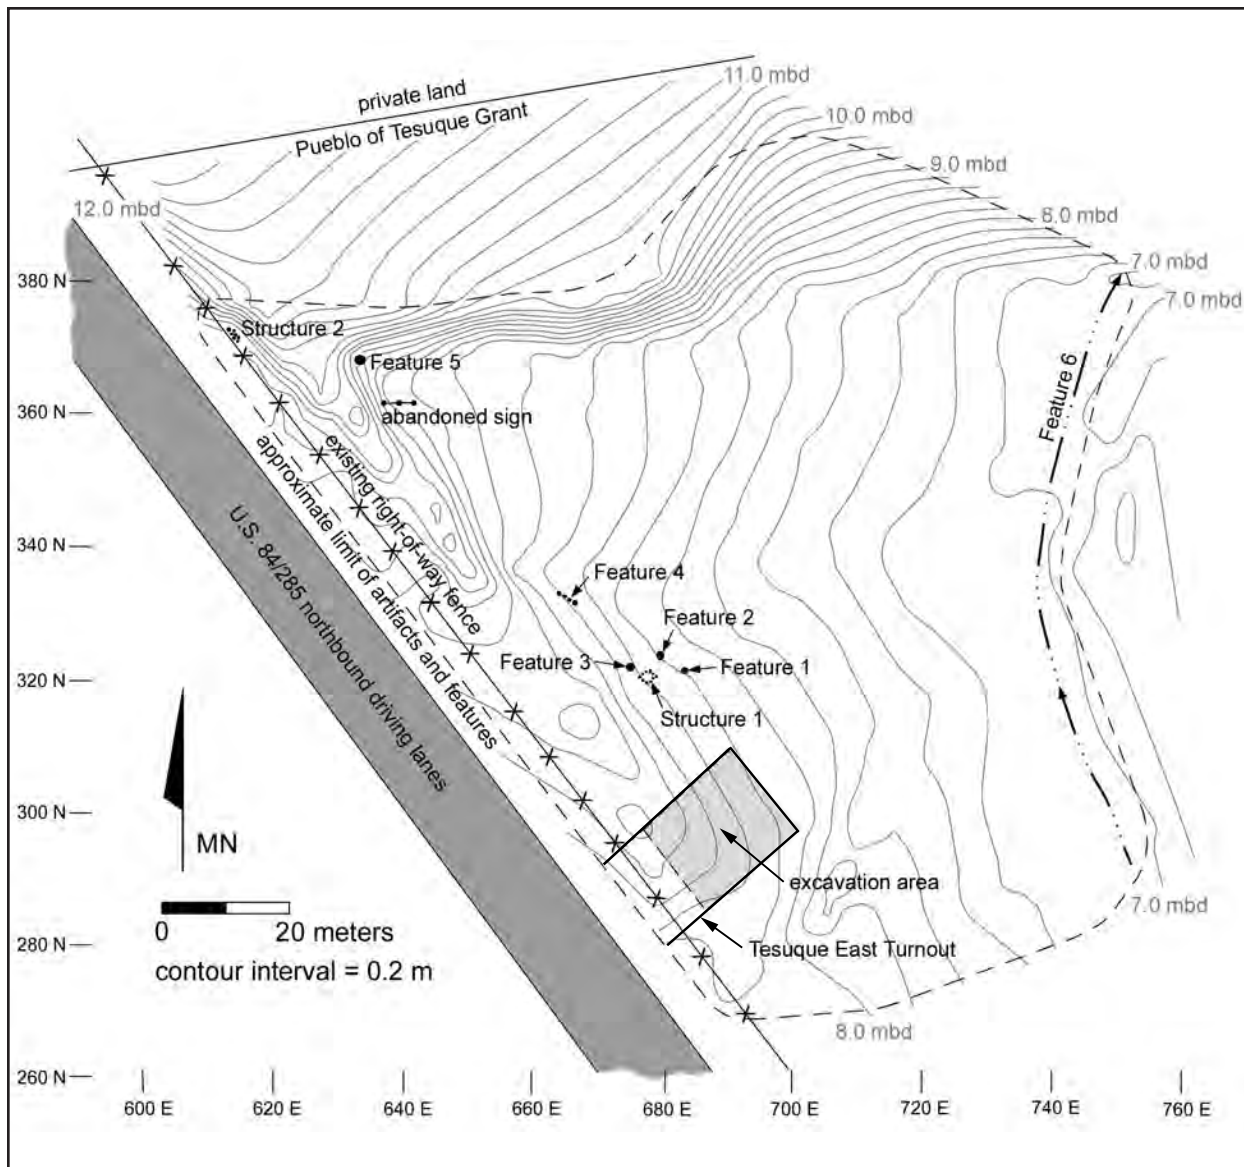 11.0 mbd
private land
Pueblo of Tesuque Grant
10.0 mbd
9.0 mbd
12.0 mbd
8.0 mbd
7.0 mbd
7.0 mbd
380 N
Structure 2
Feature 5
abandoned sign
360 N
Feature 6
existing right-of-way fence
approximate limit of artifacts and features
U.S. 84/285 northbound driving lanes
340 N
Feature 4
Feature 2
Feature 3
Feature 1
320 N
Structure 1
300 N
MN
excavation area
7.0 mbd
0 20 meters
280 N
Tesuque East Turnout
contour interval = 0.2 m
8.0 mbd
260 N
600 E 620 E 640 E 660 E 680 E 700 E 720 E 740 E 760 E